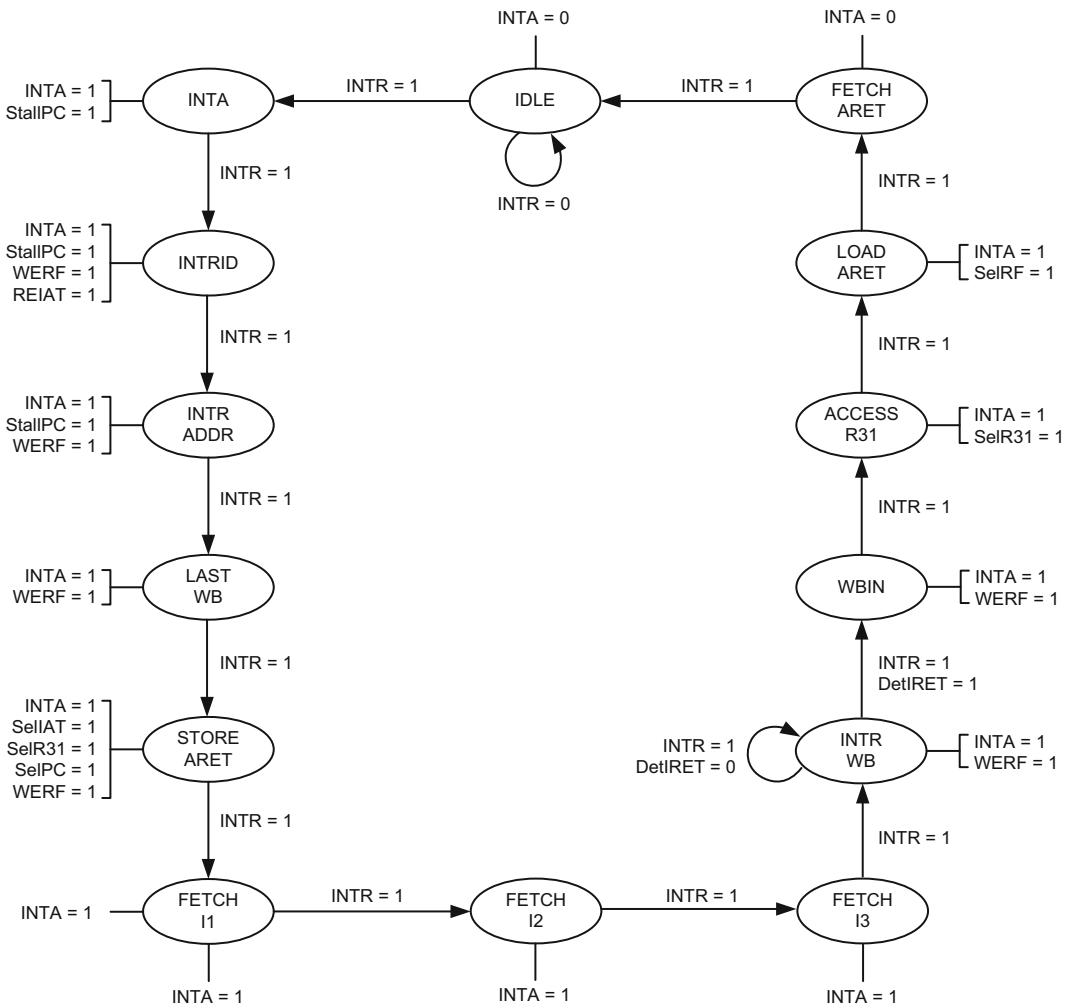 INTA = 0
INTA = 0
INTA = 1
StallPC = 1
INTA
INTR = 1
IDLE
INTR = 1
FETCH
ARET
INTR = 0
INTR = 1
INTR = 1
INTA = 1
StallPC = 1
WERF = 1
REIAT = 1
INTRID
LOAD
ARET
INTA = 1
SelRF = 1
INTR = 1
INTR = 1
INTA = 1
StallPC = 1
WERF = 1
INTR
ADDR
ACCESS
R31
INTA = 1
SelR31 = 1
INTR = 1
INTR = 1
INTA = 1
WERF = 1
LAST
WB
WBIN
INTA = 1
WERF = 1
INTR = 1
INTR = 1
DetIRET = 1
INTA = 1
SelIAT = 1
SelR31 = 1
SelPC = 1
WERF = 1
STORE
ARET
INTR = 1
DetIRET = 0
INTR
WB
INTA = 1
WERF = 1
INTR = 1
INTR = 1
INTA = 1
FETCH
I1
INTR = 1
FETCH
I2
INTR = 1
FETCH
I3
INTA = 1
INTA = 1
INTA = 1